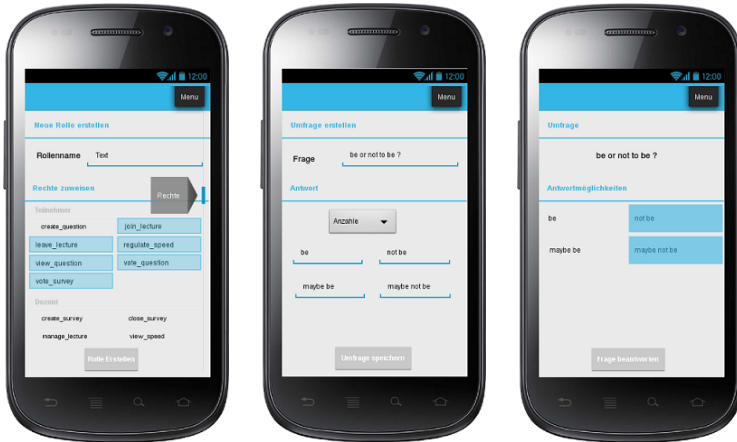 12:00
Menu
Neue Rolle erstellen
Rollenname Text
Rechte zuweisen Rechte
Teilnehmer
create_question join_lecture
leave_lecture regulate_speed
view_question vote_question
vote_survey
Dozent
create_survey close_survey
manage_lecture view_speed
Rolle Erstellen
12:00
Menu
Umfrage erstellen
Frage be or not to be ?
Antwort
Anzahle
be not be
maybe be maybe not be
Umfrage speichern
12:00
Menu
Umfrage
be or not to be ?
Antwortmöglichkeiten
be not be
maybe be maybe not be
Frage beantworten